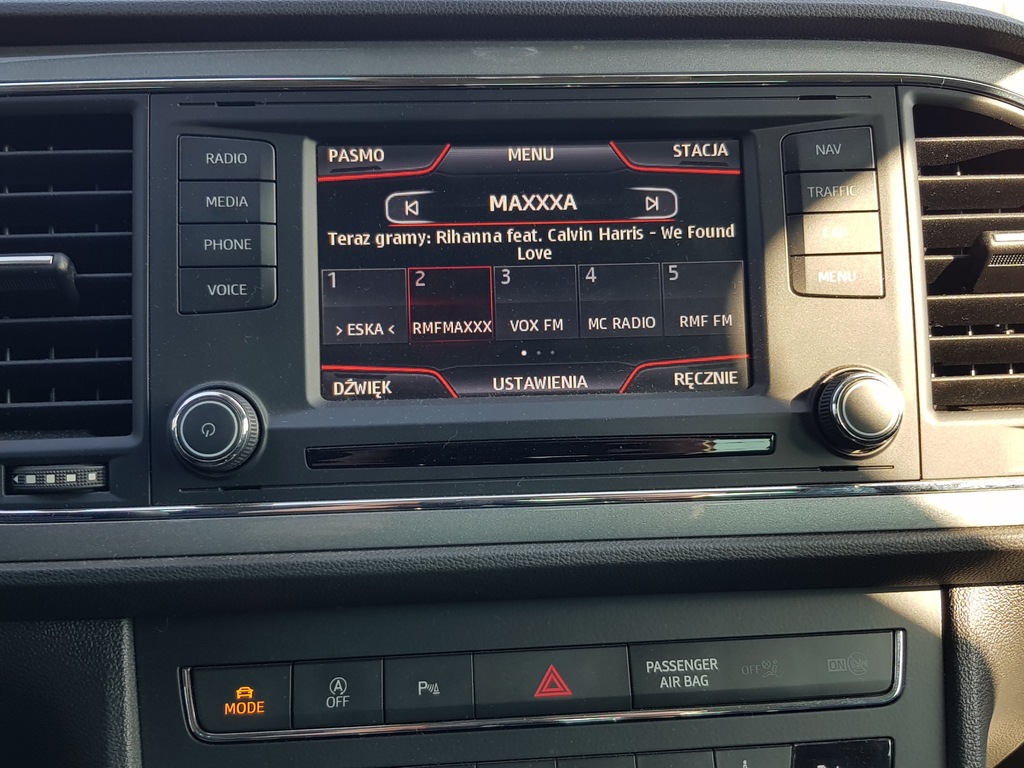 RADIO
MEDIA
PHONE
VOICE
PASMO MENU STACJA
MAXXXA
Teraz gramy: Rihanna feat. Calvin Harris - We Found
Love
1 2 3 4 5
> ESKA < RMFMAXXX VOX FM MC RADIO RMF FM
DŹWIĘK USTAWIENIA RĘCZNIE
NAV
TRAFFIC
CAR
MENU
MODE
A
OFF
P
PASSENGER
AIR BAG
OFF
ON